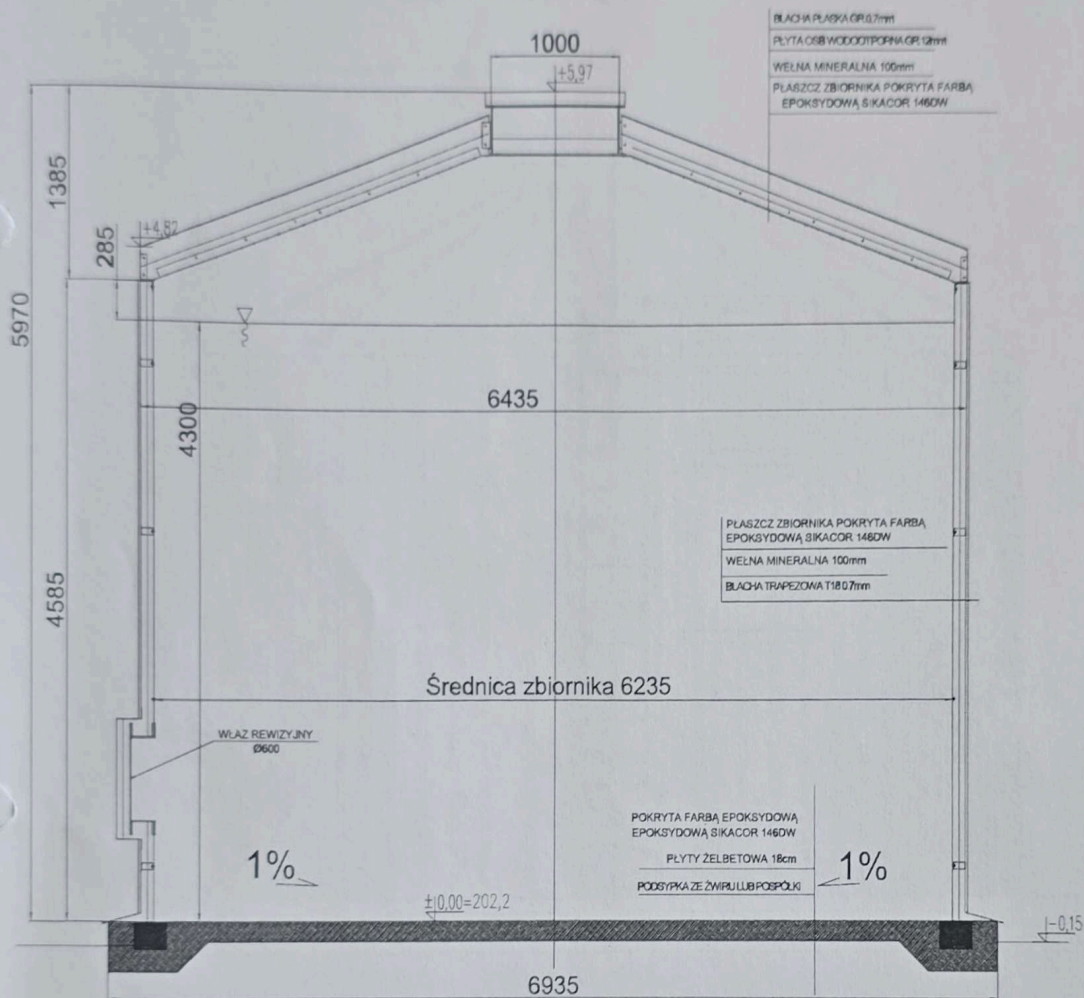 BLACHA PŁASKA GR.0.7mm
PŁYTA OSB WODOOTPORNA GR.12mm
WEŁNA MINERALNA 100mm
PŁASZCZ ZBIORNIKA POKRYTA FARBĄ
EPOKSYDOWĄ SIKACOR 146DW
1000
+5,97
1385
+4,82
285
5970
6435
4300
PŁASZCZ ZBIORNIKA POKRYTA FARBĄ
EPOKSYDOWĄ SIKACOR 146DW
WEŁNA MINERALNA 100mm
BLACHA TRAPEZOWA T18 0.7mm
4585
Średnica zbiornika 6235
WŁAZ REWIZYJNY
Ø600
POKRYTA FARBĄ EPOKSYDOWĄ
EPOKSYDOWĄ SIKACOR 146DW
PŁYTY ŻELBETOWA 18cm
PODSYPKA ZE ŻWIRU LUB POSPÓŁKI
1%
1%
±0,00=202,2
-0,15
6935